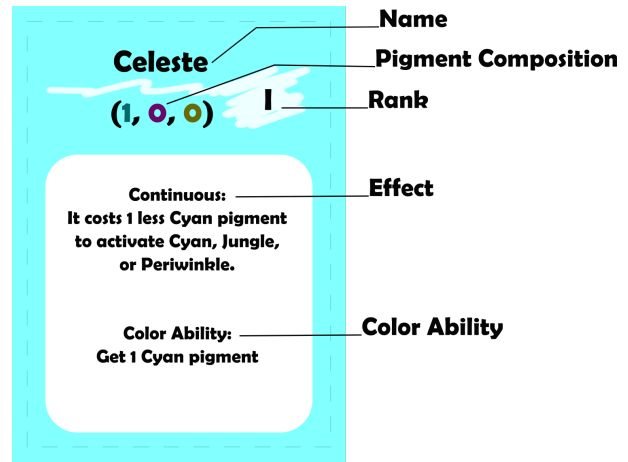 Name
Celeste
Pigment Composition
(1, 0, 0)
I
Rank
Continuous:
Effect
It costs 1 less Cyan pigment
to activate Cyan, Jungle,
or Periwinkle.
Color Ability:
Color Ability
Get 1 Cyan pigment